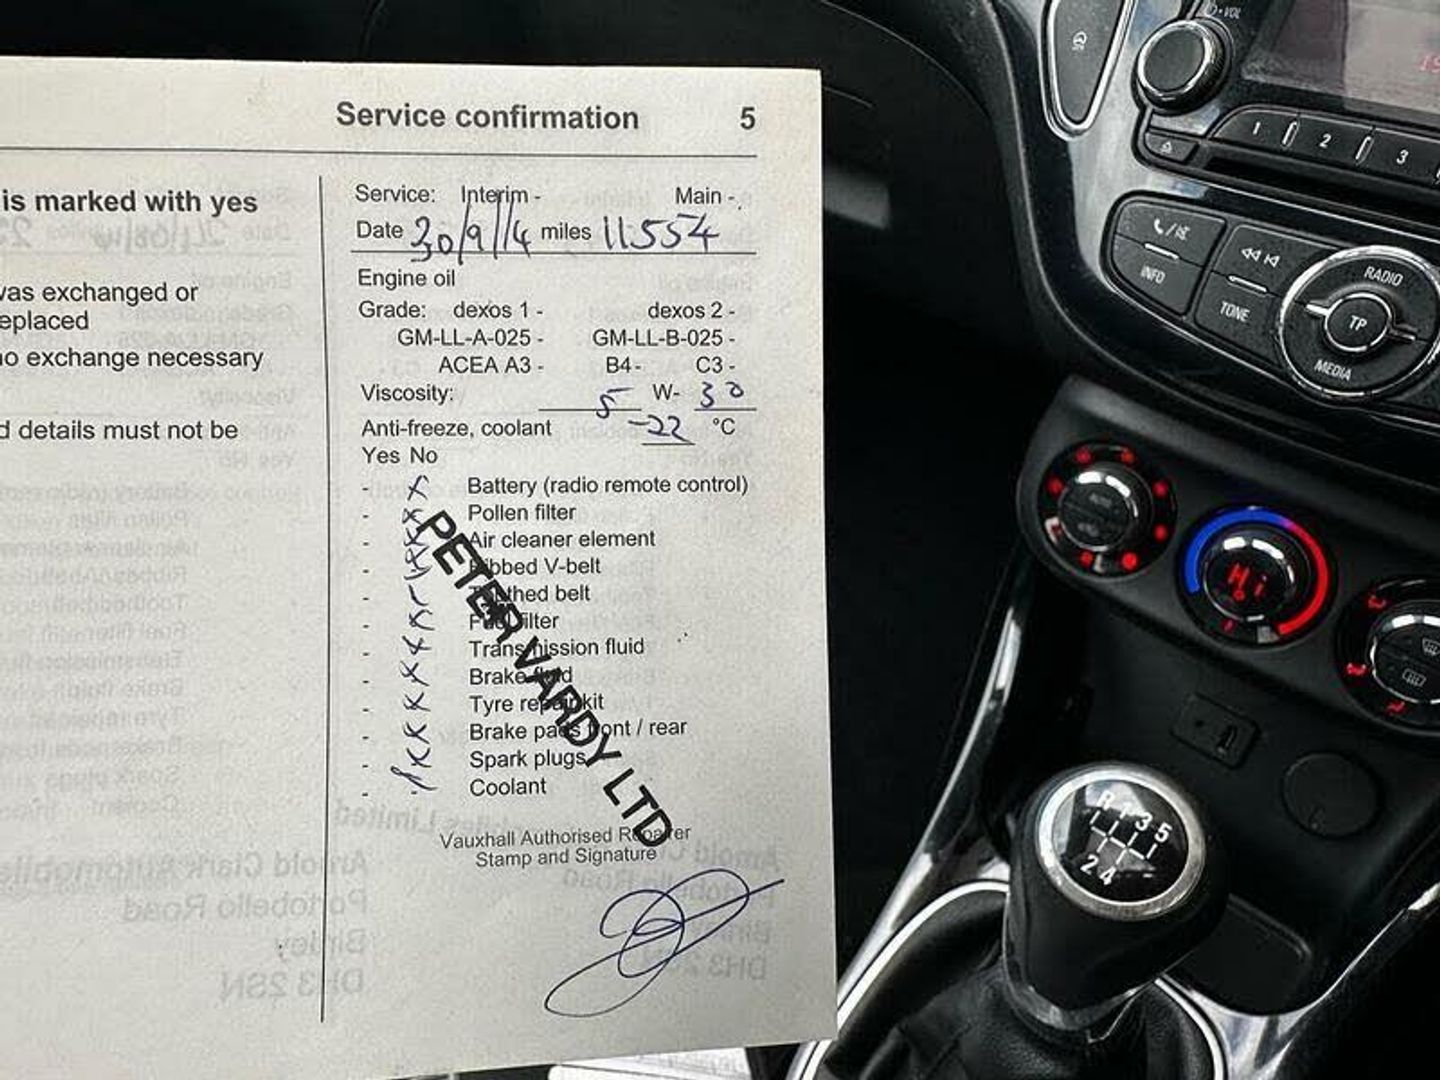 Service confirmation 5
is marked with yes
was exchanged or
eplaced
no exchange necessary
d details must not be
Service: Interim - Main -
Date 30/9/14 miles 11554
Engine oil
Grade: dexos 1 - dexos 2 -
GM-LL-A-025 - GM-LL-B-025 -
ACEA A3 - B4 - C3 -
Viscosity: 5 W- 30
Anti-freeze, coolant -22 °C
Yes No
- x Battery (radio remote control)
- x Pollen filter
- x Air cleaner element
- x Ribbed V-belt
- x Toothed belt
- x Fuel filter
- x Transmission fluid
- x Brake fluid
- x Tyre repair kit
- x Brake pads front / rear
- x Spark plugs
- - Coolant
PETER VARDY LTD
Vauxhall Authorised Repairer
Stamp and Signature
VOL
19
1 2 3
INFO
TONE
RADIO
TP
MEDIA
AUTO
Hi
R 1 3 5
2 4